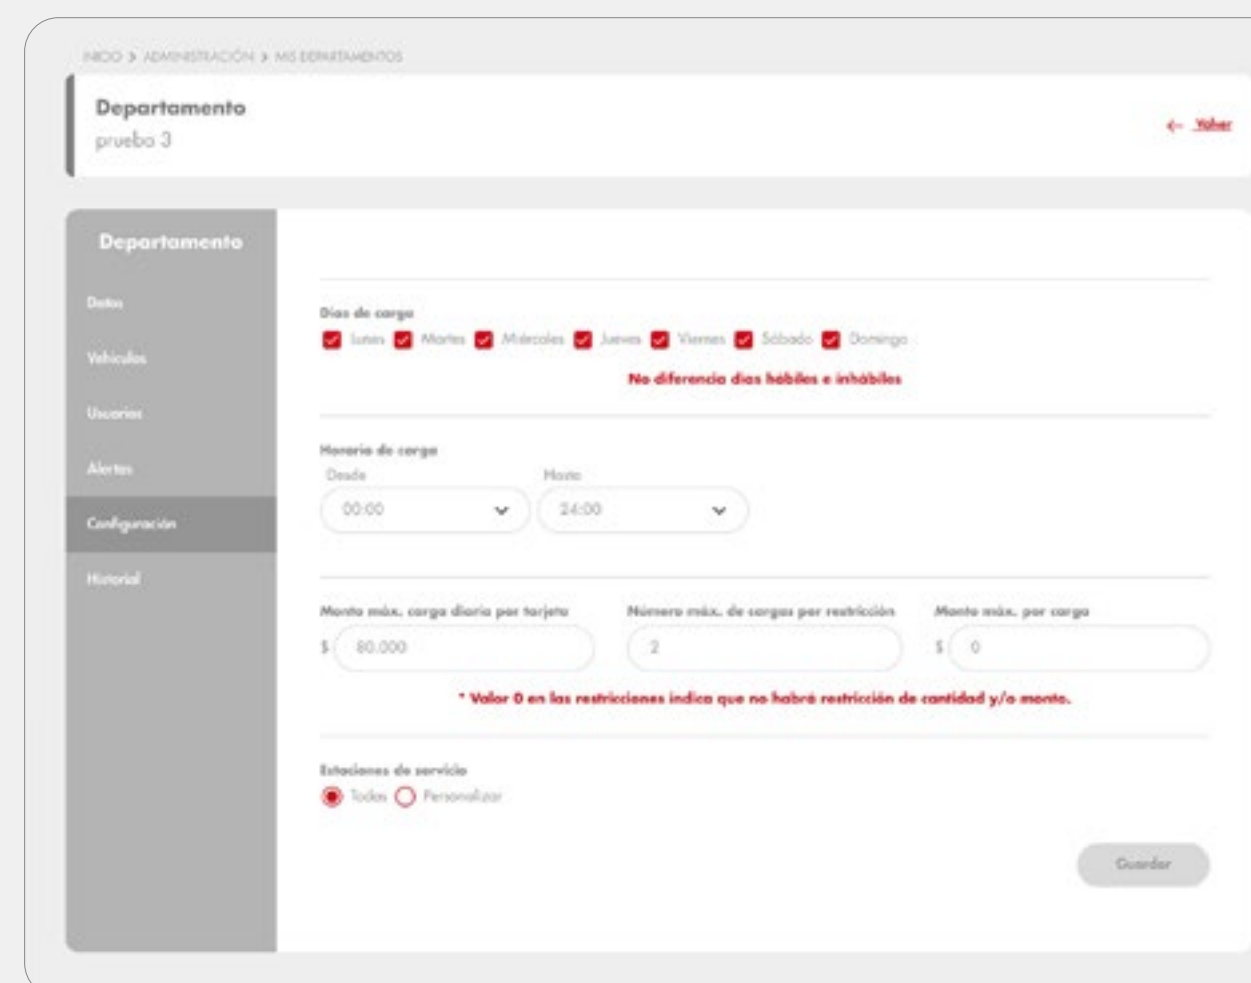 INICIO > ADMINISTRACIÓN > MIS DEPARTAMENTOS
Departamento
prueba 3
← Volver
Departamento
Datos
Vehículos
Usuarios
Alertas
Configuración
Historial
Días de carga
Lunes Martes Miércoles Jueves Viernes Sábado Domingo
No diferencia días hábiles e inhábiles
Horario de carga
Desde Hasta
00:00 24:00
Monto máx. carga diaria por tarjeta Número máx. de cargas por restricción Monto máx. por carga
$ 80.000 2 $ 0
* Valor 0 en las restricciones indica que no habrá restricción de cantidad y/o monto.
Estaciones de servicio
Todas Personalizar
Guardar